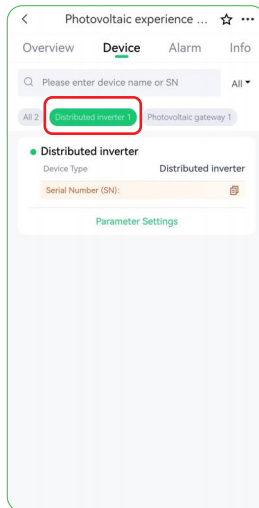 Photovoltaic experience ...
Overview Device Alarm Info
Please enter device name or SN All
All 2 Distributed inverter 1 Photovoltaic gateway 1
Distributed inverter
Device Type Distributed inverter
Serial Number (SN):
Parameter Settings